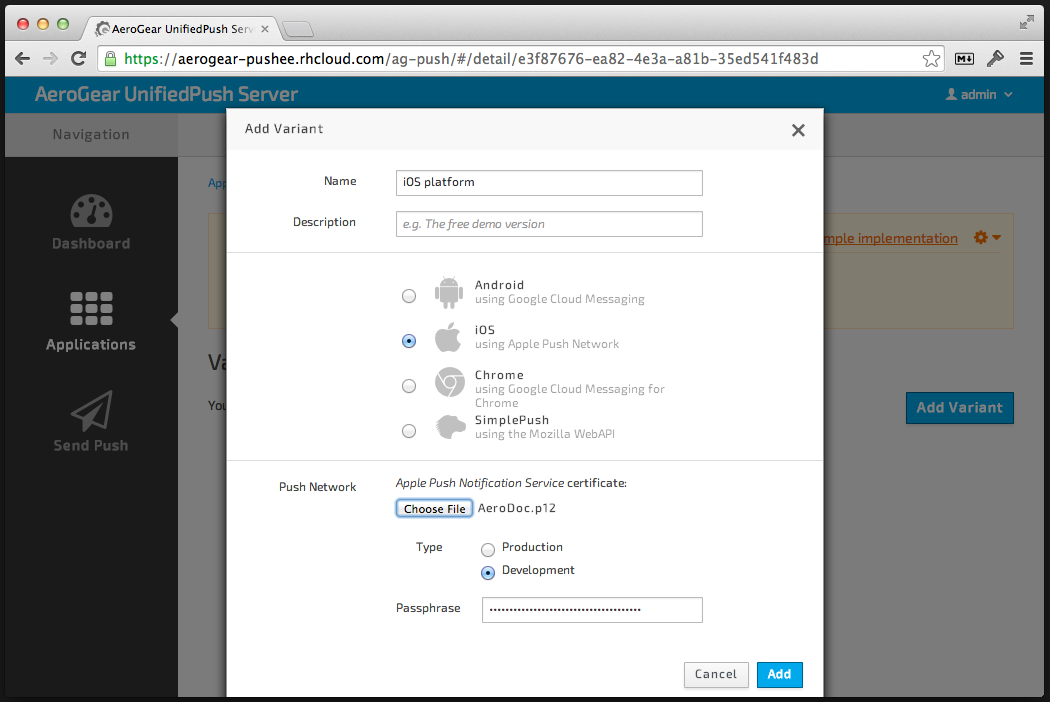 AeroGear UnifiedPush Serv
https://aerogear-pushee.rhcloud.com/ag-push/#/detail/e3f87676-ea82-4e3a-a81b-35ed541f483d
M
AeroGear UnifiedPush Server
admin
Navigation
Add Variant
Name
iOS platform
App
Description
e.g. The free demo version
Dashboard
mple implementation
Android
using Google Cloud Messaging
iOS
using Apple Push Network
Applications
Va
Chrome
using Google Cloud Messaging for
Chrome
You
Add Variant
SimplePush
using the Mozilla WebAPI
Send Push
Push Network
Apple Push Notification Service certificate:
Choose File AeroDoc.p12
Type
Production
Development
Passphrase
Cancel
Add